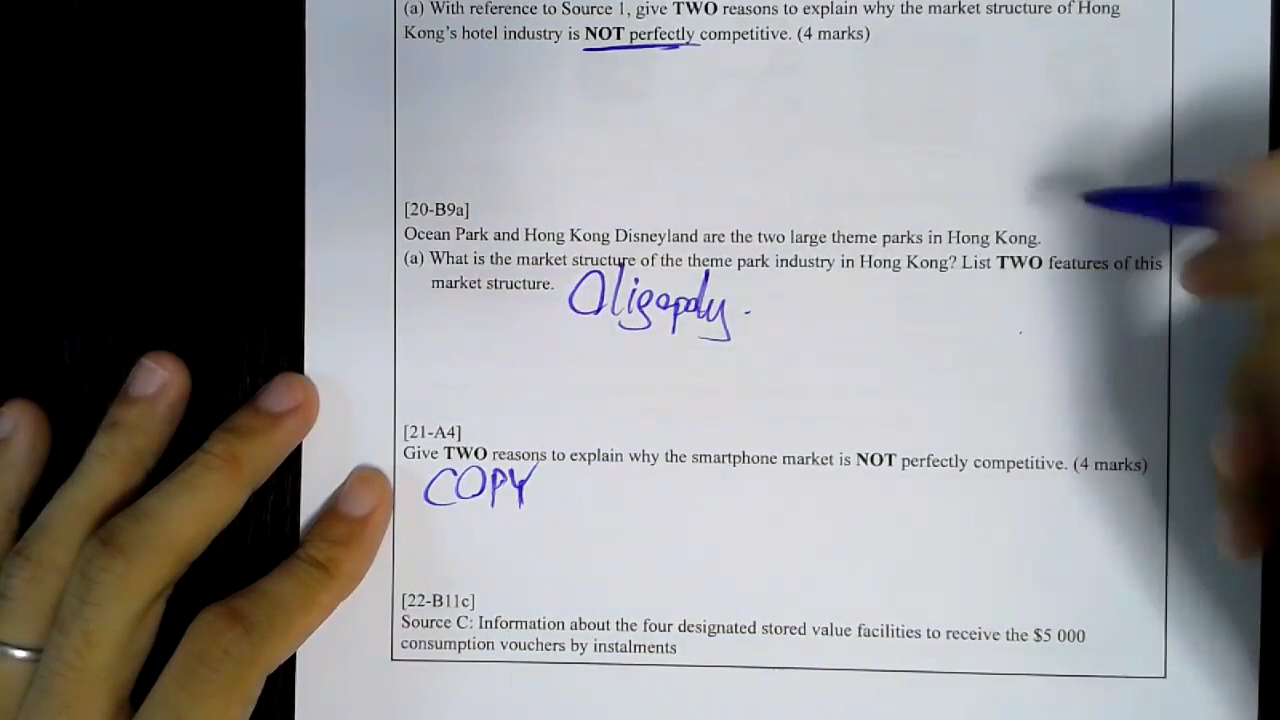 (a) With reference to Source 1, give TWO reasons to explain why the market structure of Hong
Kong's hotel industry is NOT perfectly competitive. (4 marks)
[20-B9a]
Ocean Park and Hong Kong Disneyland are the two large theme parks in Hong Kong.
(a) What is the market structure of the theme park industry in Hong Kong? List TWO features of this
market structure.
Oligopoly.
[21-A4]
Give TWO reasons to explain why the smartphone market is NOT perfectly competitive. (4 marks)
COPY
[22-B11c]
Source C: Information about the four designated stored value facilities to receive the $5 000
consumption vouchers by instalments